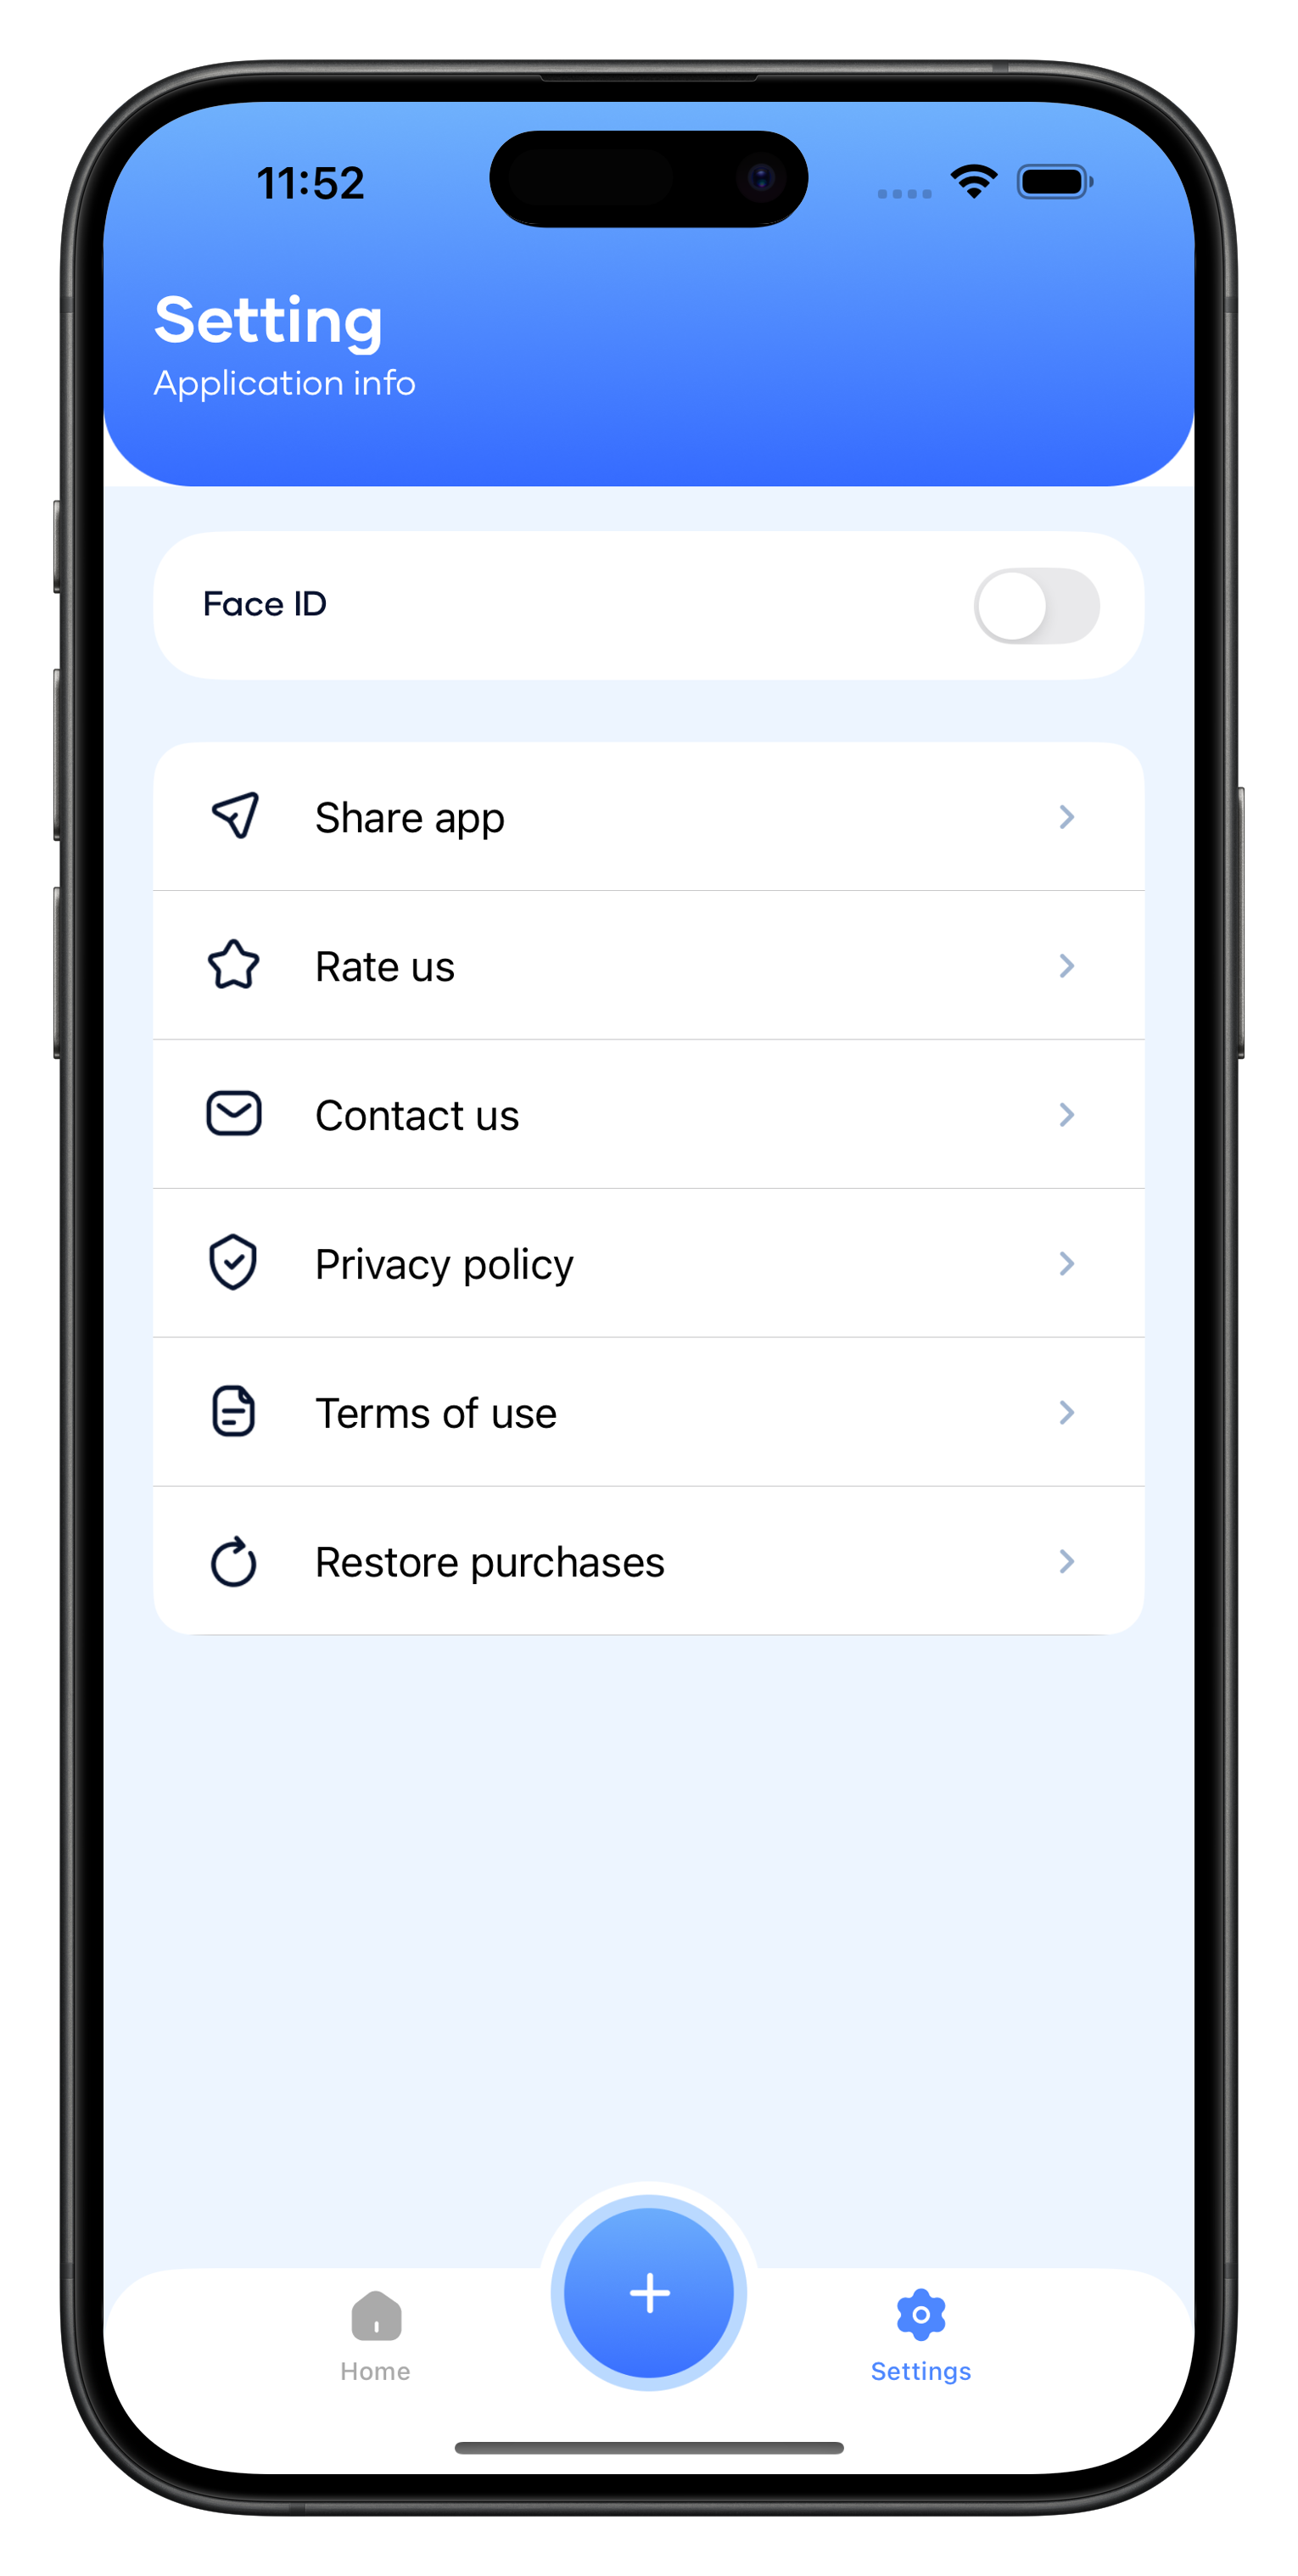 11:52
Setting
Application info
Face ID
Share app
Rate us
Contact us
Privacy policy
Terms of use
Restore purchases
Home
Settings